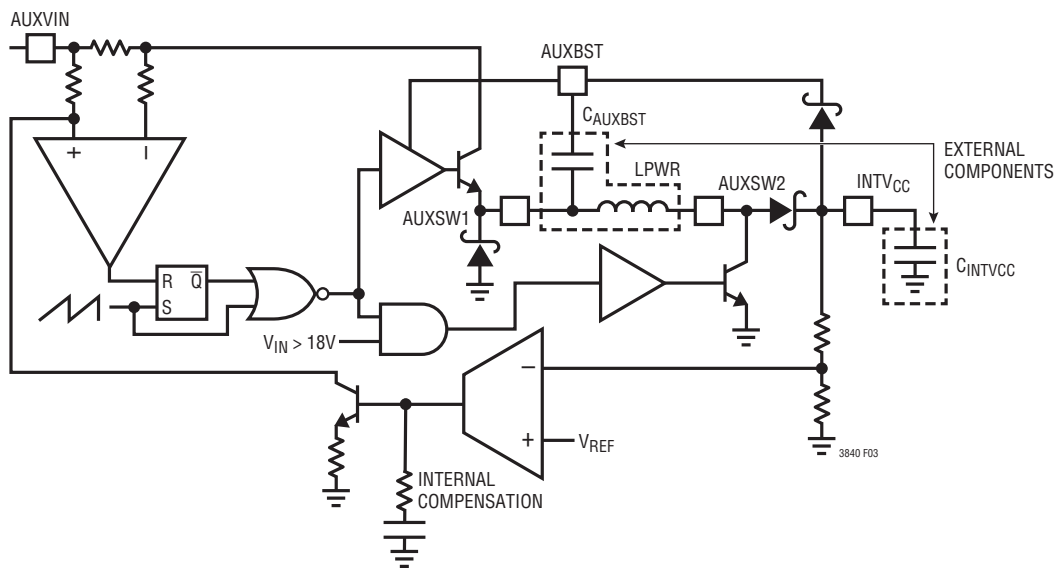 AUXVIN
AUXBST
CAUXBST
EXTERNAL
COMPONENTS
LPWR
AUXSW2
INTVCC
AUXSW1
CINTVCC
+
–
R
Q̅
S
VIN > 18V
–
+
VREF
3840 F03
INTERNAL
COMPENSATION